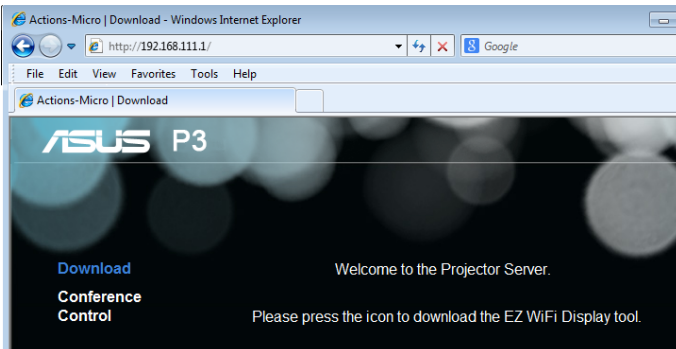 Actions-Micro | Download - Windows Internet Explorer
http://192.168.111.1/
Google
File Edit View Favorites Tools Help
Actions-Micro | Download
ASUS P3
Download
Welcome to the Projector Server.
Conference
Control
Please press the icon to download the EZ WiFi Display tool.